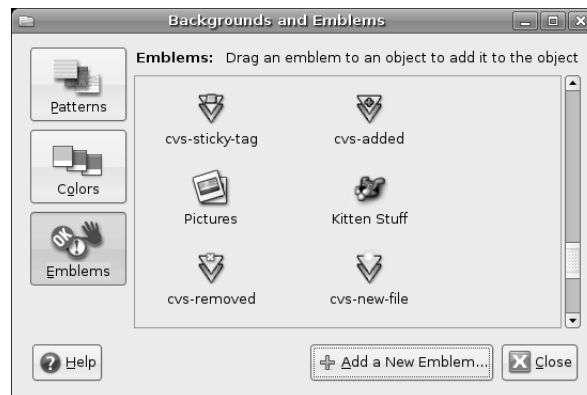 Backgrounds and Emblems
Patterns
Colors
Emblems
Emblems: Drag an emblem to an object to add it to the object
cvs-sticky-tag
cvs-added
Pictures
Kitten Stuff
cvs-removed
cvs-new-file
Help
Add a New Emblem...
Close